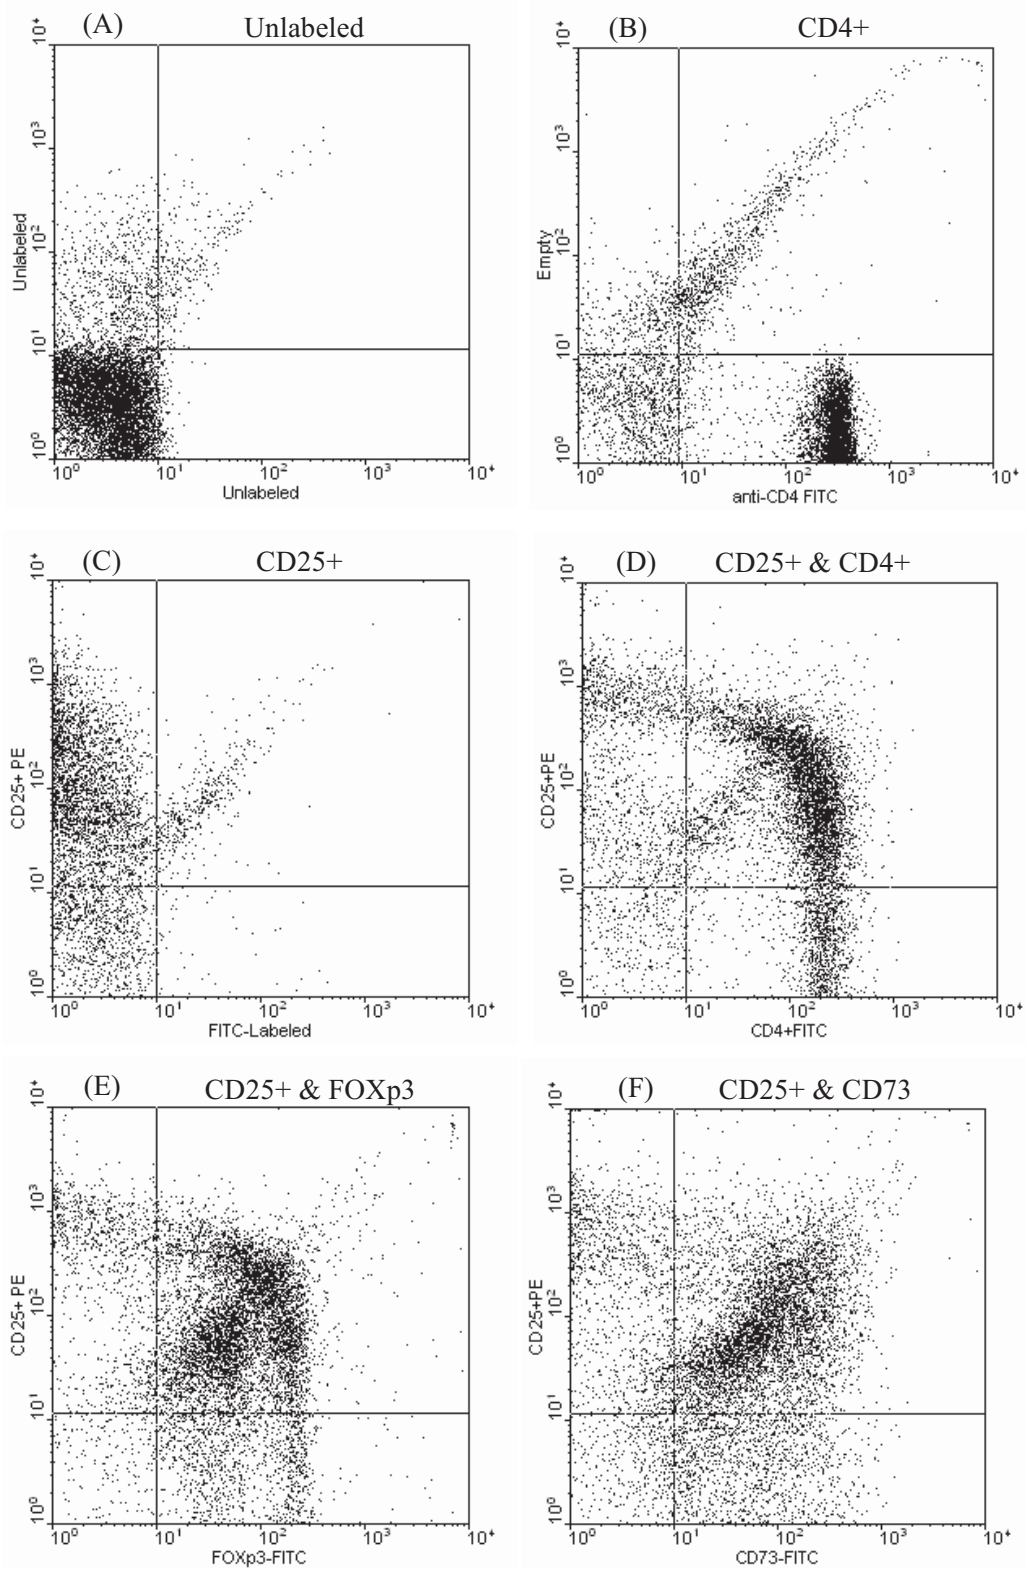 (A) Unlabeled
10⁴
10³
10²
10¹
10⁰
Unlabeled
10⁰ 10¹ 10² 10³ 10⁴
Unlabeled
(B) CD4+
10⁴
10³
10²
10¹
10⁰
Empty
10⁰ 10¹ 10² 10³ 10⁴
anti-CD4 FITC
(C) CD25+
10⁴
10³
10²
10¹
10⁰
CD25+ PE
10⁰ 10¹ 10² 10³ 10⁴
FITC-Labeled
(D) CD25+ & CD4+
10⁴
10³
10²
10¹
10⁰
CD25+PE
10⁰ 10¹ 10² 10³ 10⁴
CD4+FITC
(E) CD25+ & FOXp3
10⁴
10³
10²
10¹
10⁰
CD25+ PE
10⁰ 10¹ 10² 10³ 10⁴
FOXp3-FITC
(F) CD25+ & CD73
10⁴
10³
10²
10¹
10⁰
CD25+PE
10⁰ 10¹ 10² 10³ 10⁴
CD73-FITC